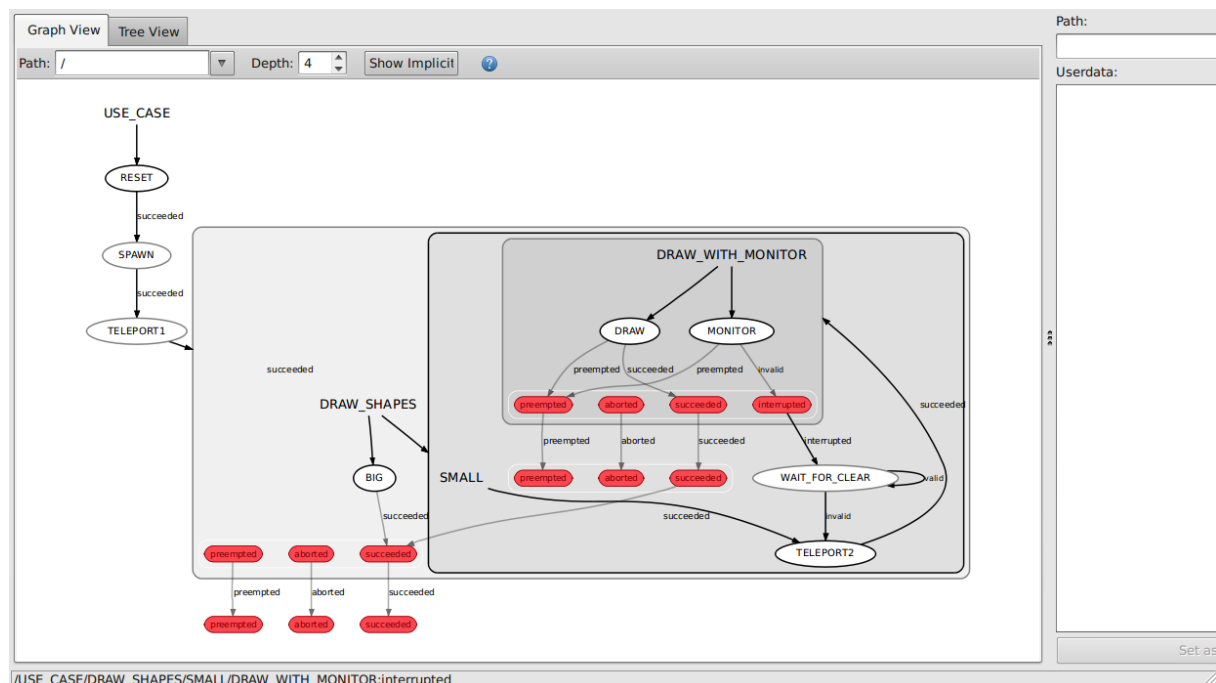 Graph View
Tree View
Path:
Path: /
Depth: 4
Show Implicit
?
Userdata:
USE_CASE
RESET
succeeded
SPAWN
DRAW_WITH_MONITOR
succeeded
TELEPORT1
DRAW
MONITOR
succeeded
preempted
succeeded
preempted
invalid
DRAW_SHAPES
preempted
aborted
succeeded
interrupted
succeeded
preempted
aborted
succeeded
interrupted
BIG
SMALL
preempted
aborted
succeeded
WAIT_FOR_CLEAR
valid
succeeded
succeeded
invalid
preempted
aborted
succeeded
TELEPORT2
preempted
aborted
succeeded
preempted
aborted
succeeded
Set as
/USE_CASE/DRAW_SHAPES/SMALL/DRAW_WITH_MONITOR:interrupted